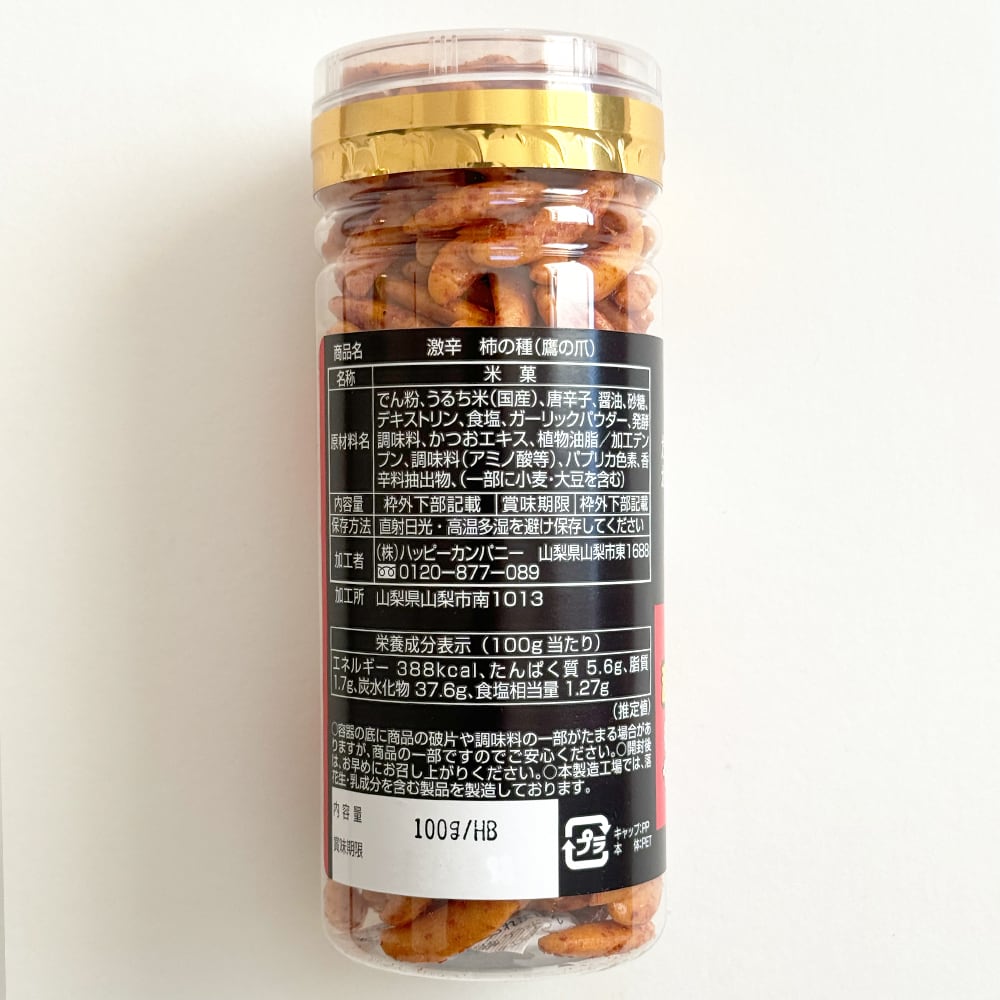 商品名 激辛 柿の種(鷹の爪)
名称 米菓
原材料名 でん粉、うるち米(国産)、唐辛子、醤油、砂糖、
デキストリン、食塩、ガーリックパウダー、発酵
調味料、かつおエキス、植物油脂/加工デン
プン、調味料(アミノ酸等)、パプリカ色素、香
辛料抽出物、(一部に小麦・大豆を含む)
内容量 枠外下部記載 賞味期限 枠外下部記載
保存方法 直射日光・高温多湿を避け保存してください
加工者 (株)ハッピーカンパニー 山梨県山梨市東1688
0120-877-089
加工所 山梨県山梨市南1013
栄養成分表示(100g当たり)
エネルギー 388kcal、たんぱく質 5.6g、脂質
1.7g、炭水化物 37.6g、食塩相当量 1.27g
(推定値)
○容器の底に商品の破片や調味料の一部がたまる場合があ
りますが、商品の一部ですのでご安心ください。○開封後
は、お早めにお召し上がりください。○本製造工場では、落
花生・乳成分を含む製品を製造しております。
内容量 100g/HB
賞味期限
プラ
キャップ:PP
本体:PET